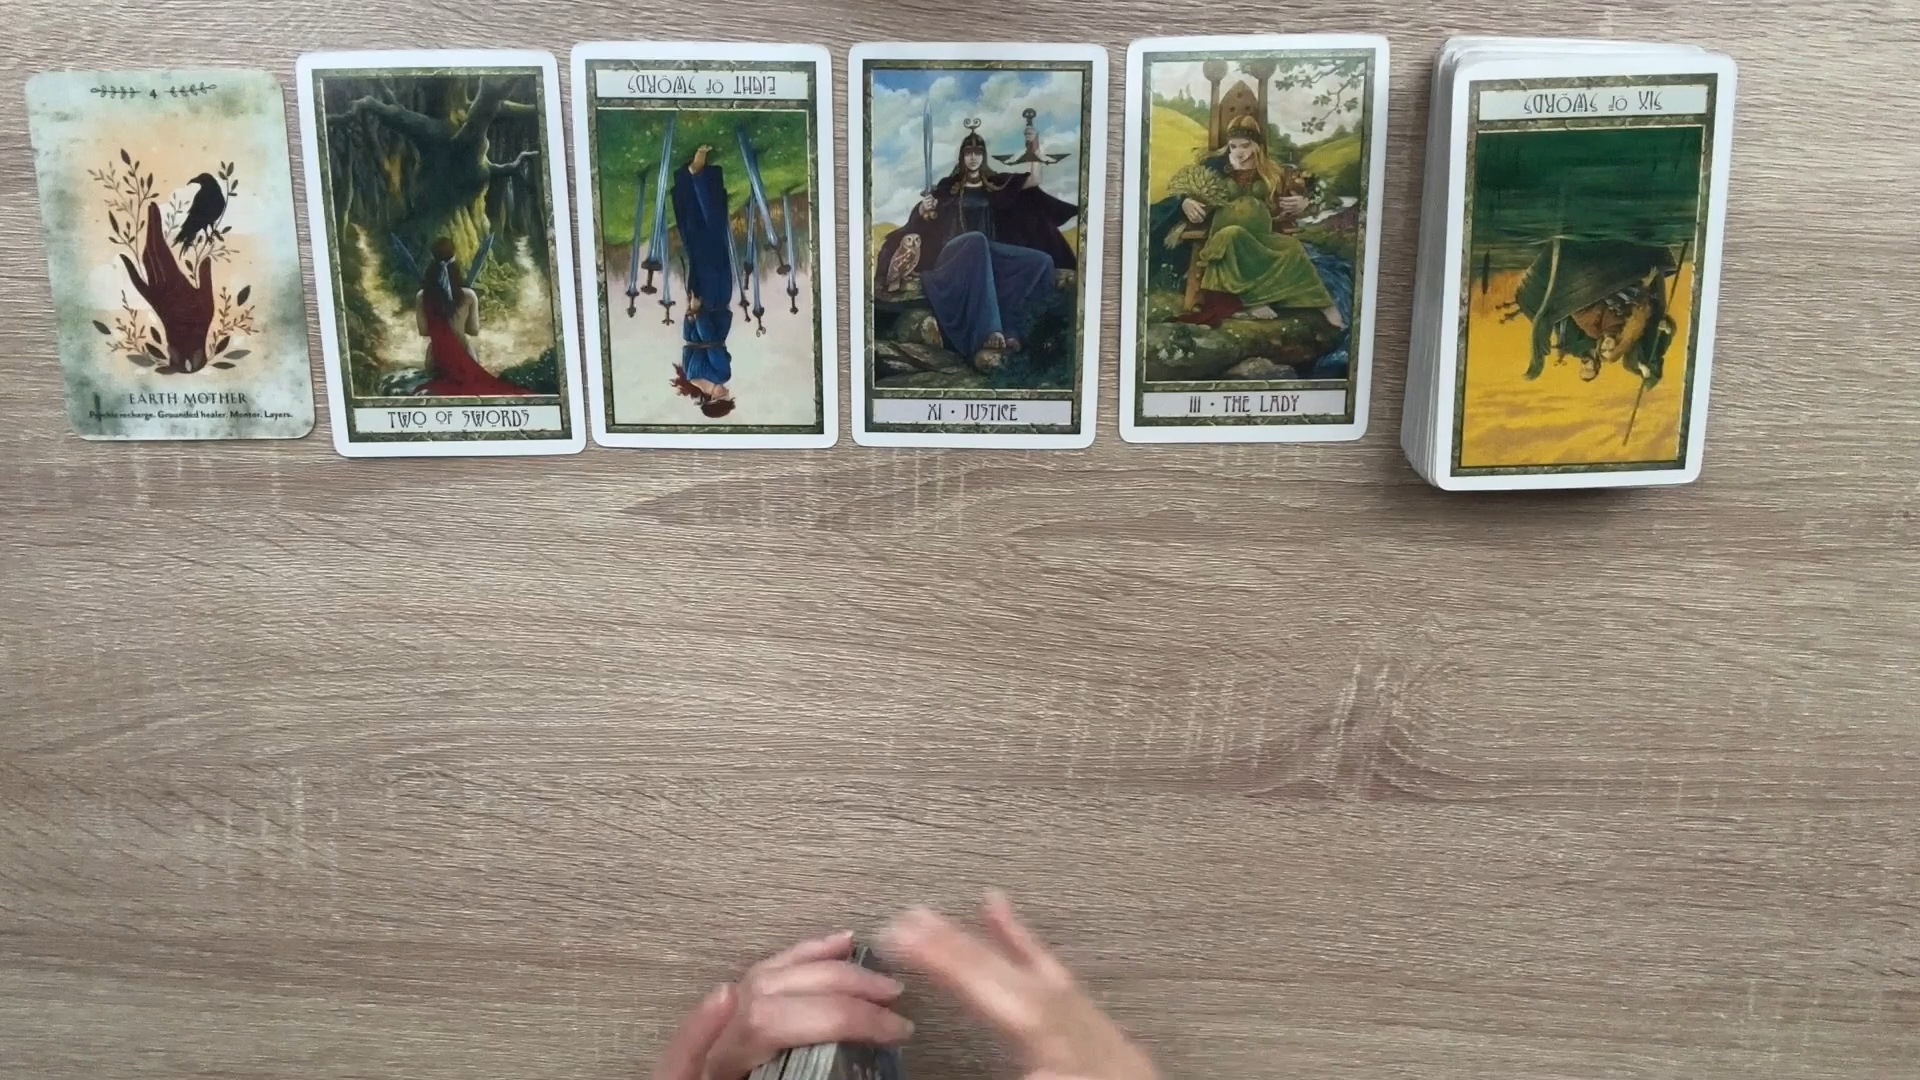 4
EARTH MOTHER
Psychic recharge. Grounded healer. Mentor. Layers.
TWO OF SWORDS
EIGHT OF SWORDS
XI · JUSTICE
III · THE LADY
SIX OF SWORDS